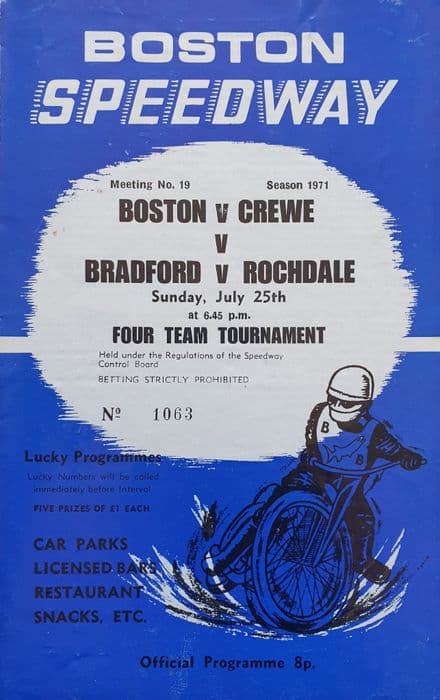 BOSTON
SPEEDWAY
Meeting No. 19 Season 1971
BOSTON v CREWE
v
BRADFORD v ROCHDALE
Sunday, July 25th
at 6.45 p.m.
FOUR TEAM TOURNAMENT
Held under the Regulations of the Speedway
Control Board
BETTING STRICTLY PROHIBITED
Nº 1063
Lucky Programmes
Lucky Numbers will be called
immediately before Interval
FIVE PRIZES OF £1 EACH
CAR PARKS
LICENSED BARS
RESTAURANT
SNACKS, ETC.
B
B
Official Programme 8p.